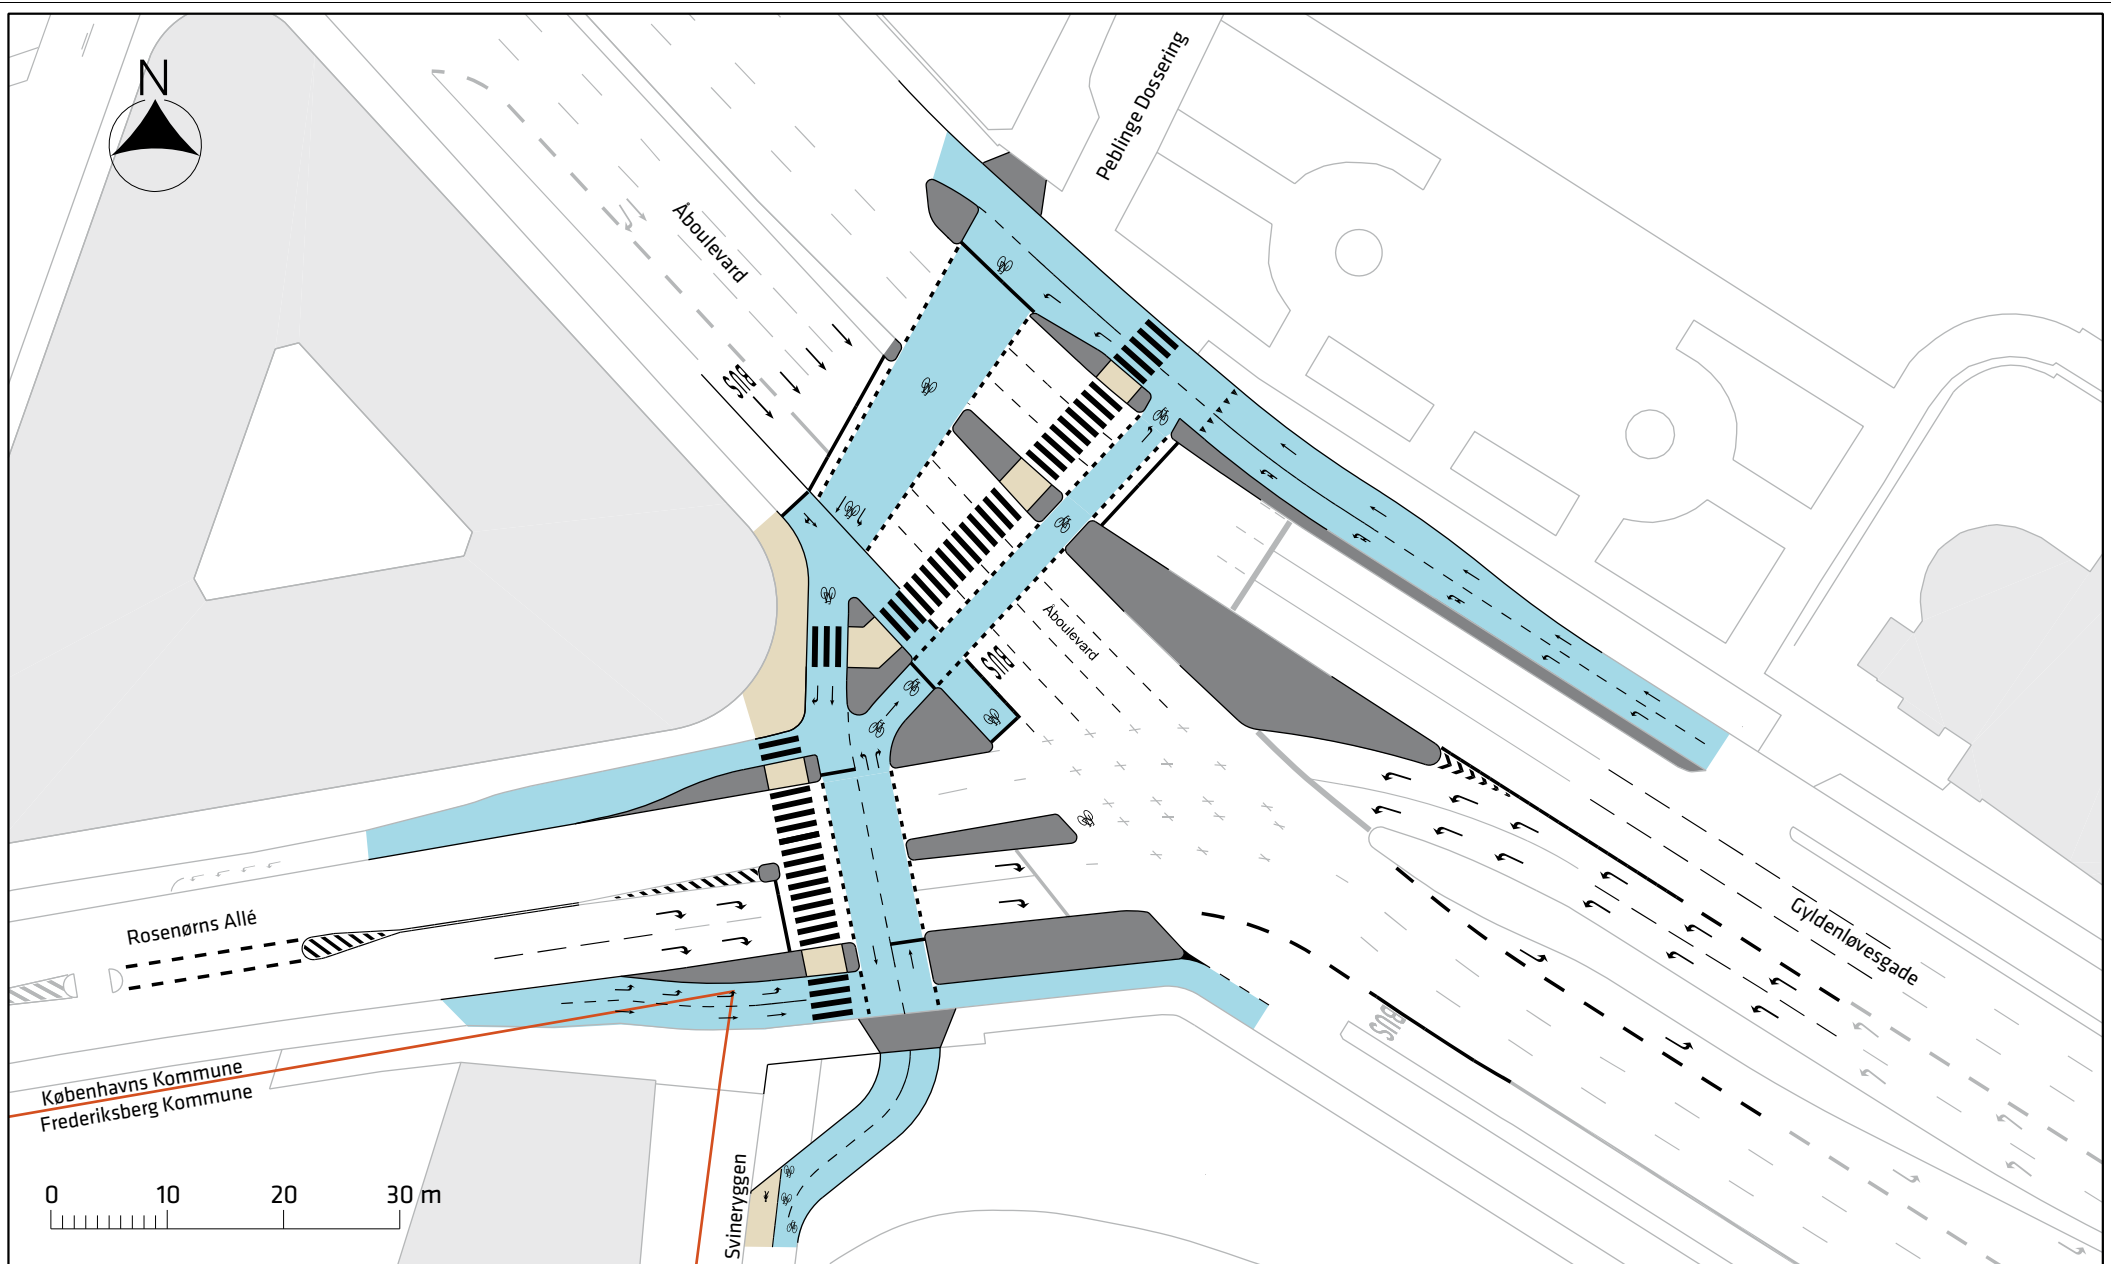 N
Peblinge Dossering
Åboulevard
BUS
Åboulevard
BUS
Gyldenløvesgade
Rosenørns Allé
BUS
Københavns Kommune
Frederiksberg Kommune
Svineryggen
0 10 20 30 m